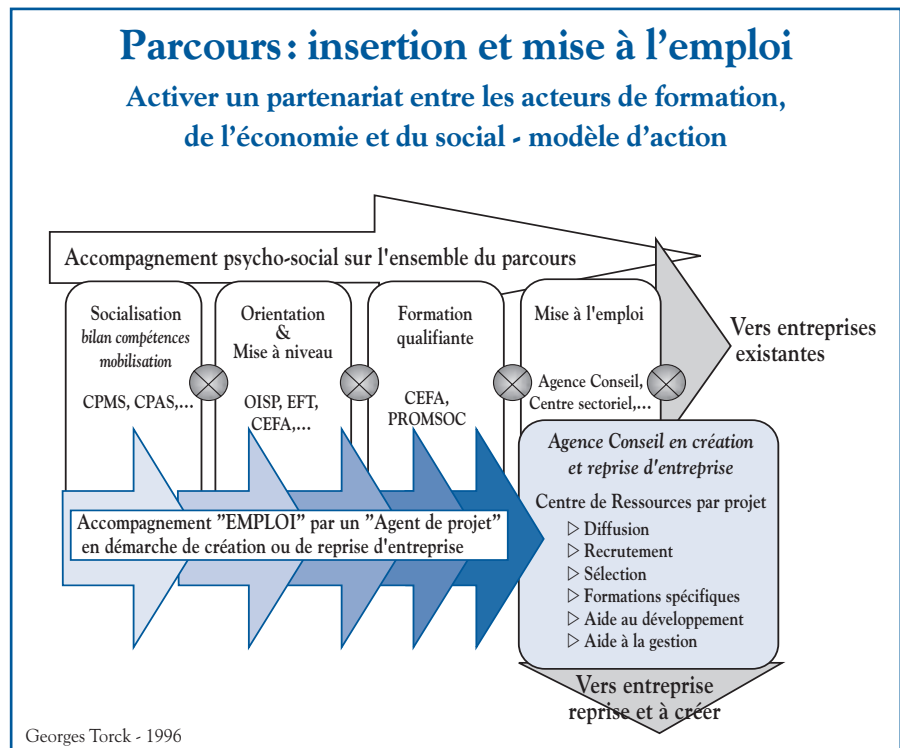 Parcours : insertion et mise à l'emploi
Activer un partenariat entre les acteurs de formation,
de l'économie et du social - modèle d'action
Accompagnement psycho-social sur l'ensemble du parcours
Socialisation
bilan compétences
mobilisation
CPMS, CPAS,...
Orientation
&
Mise à niveau
OISP, EFT,
CEFA,...
Formation
qualifiante
CEFA,
PROMSOC
Mise à l'emploi
Agence Conseil,
Centre sectoriel,...
Vers entreprises
existantes
Accompagnement "EMPLOI" par un "Agent de projet"
en démarche de création ou de reprise d'entreprise
Agence Conseil en création
et reprise d'entreprise
Centre de Ressources par projet
▷ Diffusion
▷ Recrutement
▷ Sélection
▷ Formations spécifiques
▷ Aide au développement
▷ Aide à la gestion
Vers entreprise
reprise et à créer
Georges Torck - 1996